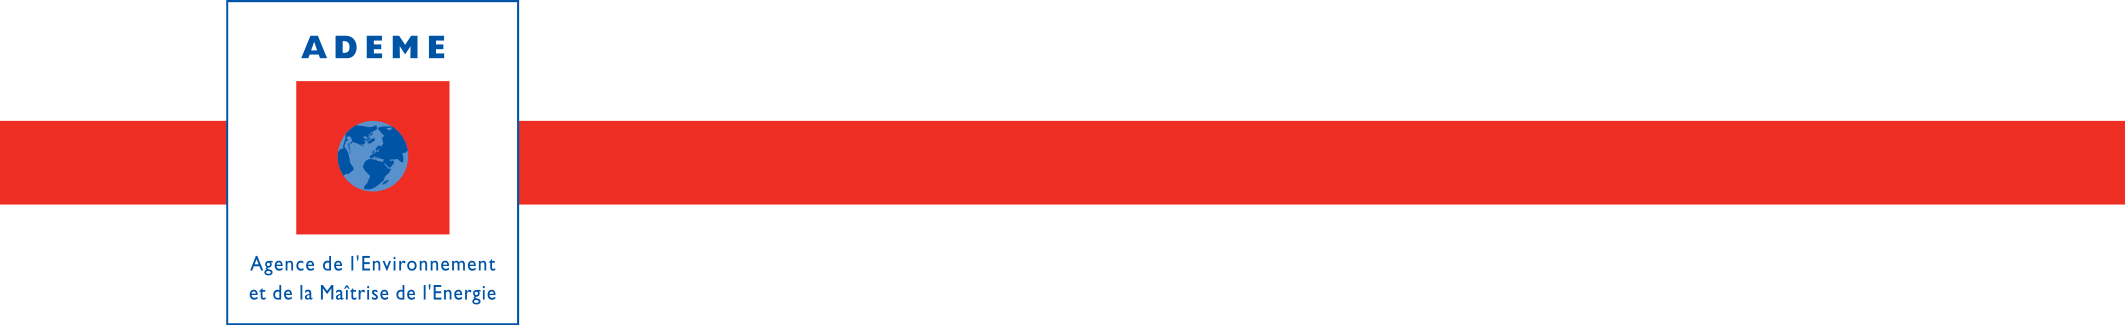 ADEME
Agence de l'Environnement
et de la Maîtrise de l'Energie